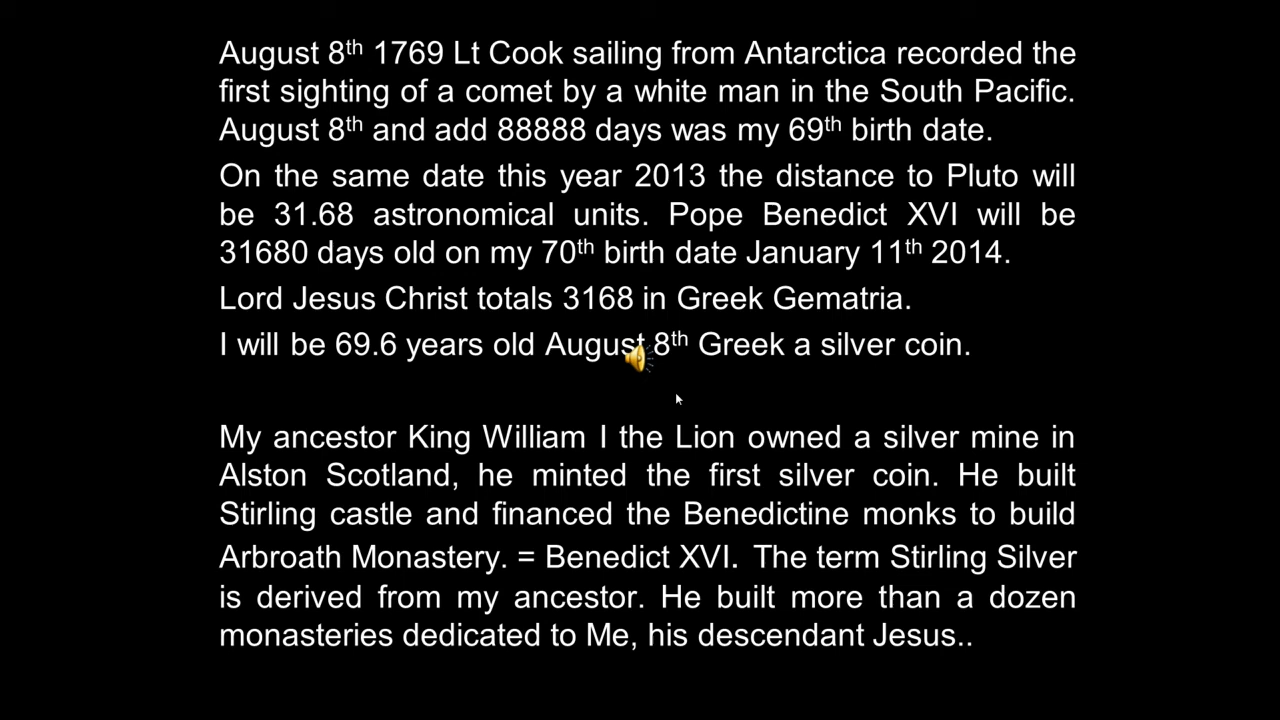 August 8th 1769 Lt Cook sailing from Antarctica recorded the
first sighting of a comet by a white man in the South Pacific.
August 8th and add 88888 days was my 69th birth date.
On the same date this year 2013 the distance to Pluto will
be 31.68 astronomical units. Pope Benedict XVI will be
31680 days old on my 70th birth date January 11th 2014.
Lord Jesus Christ totals 3168 in Greek Gematria.
I will be 69.6 years old August 8th Greek a silver coin.
My ancestor King William I the Lion owned a silver mine in
Alston Scotland, he minted the first silver coin. He built
Stirling castle and financed the Benedictine monks to build
Arbroath Monastery. = Benedict XVI. The term Stirling Silver
is derived from my ancestor. He built more than a dozen
monasteries dedicated to Me, his descendant Jesus..